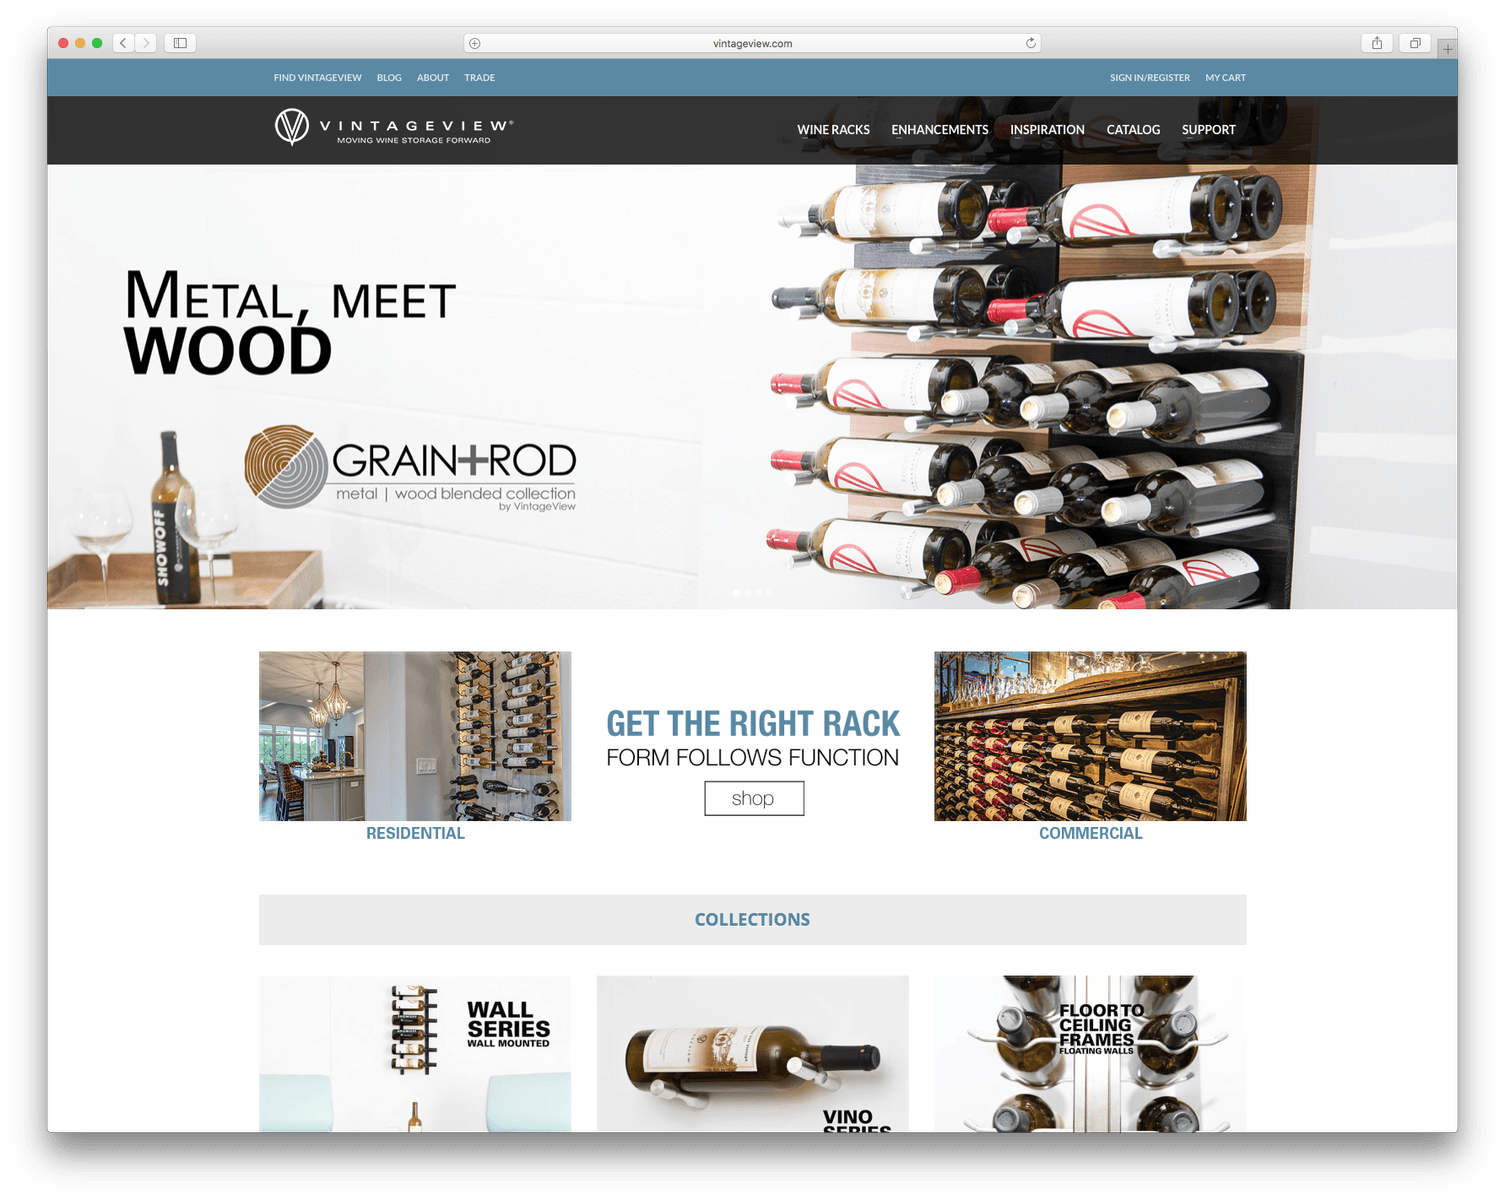 vintageview.com
FIND VINTAGEVIEW BLOG ABOUT TRADE
SIGN IN/REGISTER MY CART
VINTAGEVIEW®
MOVING WINE STORAGE FORWARD
WINE RACKS ENHANCEMENTS INSPIRATION CATALOG SUPPORT
METAL, MEET
WOOD
GRAIN+ROD
metal | wood blended collection
by VintageView
SHOWOFF
GET THE RIGHT RACK
FORM FOLLOWS FUNCTION
shop
RESIDENTIAL
COMMERCIAL
COLLECTIONS
WALL
SERIES
WALL MOUNTED
VINO
SERIES
FLOOR TO
CEILING
FRAMES
FLOATING WALLS